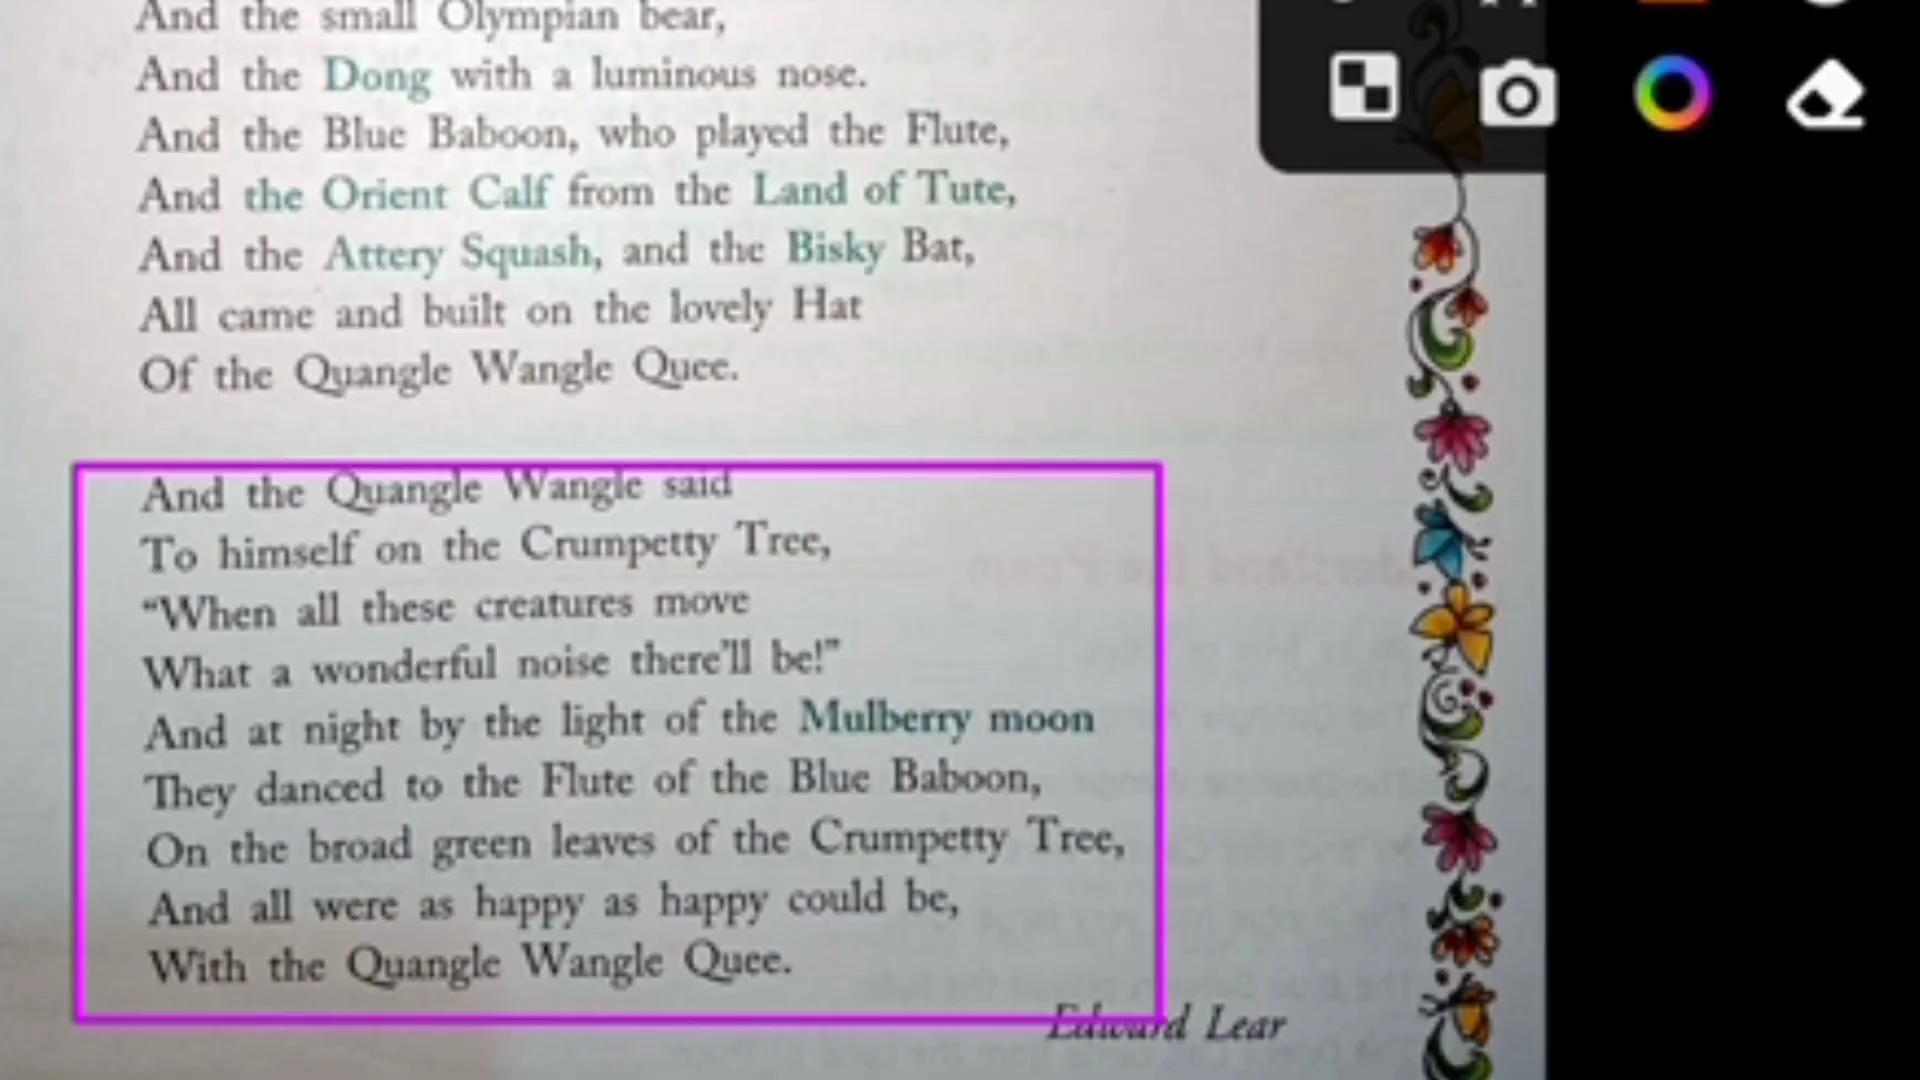 And the small Olympian bear,
And the Dong with a luminous nose.
And the Blue Baboon, who played the Flute,
And the Orient Calf from the Land of Tute,
And the Attery Squash, and the Bisky Bat,
All came and built on the lovely Hat
Of the Quangle Wangle Quee.
And the Quangle Wangle said
To himself on the Crumpetty Tree,
“When all these creatures move
What a wonderful noise there'll be!”
And at night by the light of the Mulberry moon
They danced to the Flute of the Blue Baboon,
On the broad green leaves of the Crumpetty Tree,
And all were as happy as happy could be,
With the Quangle Wangle Quee.
Edward Lear